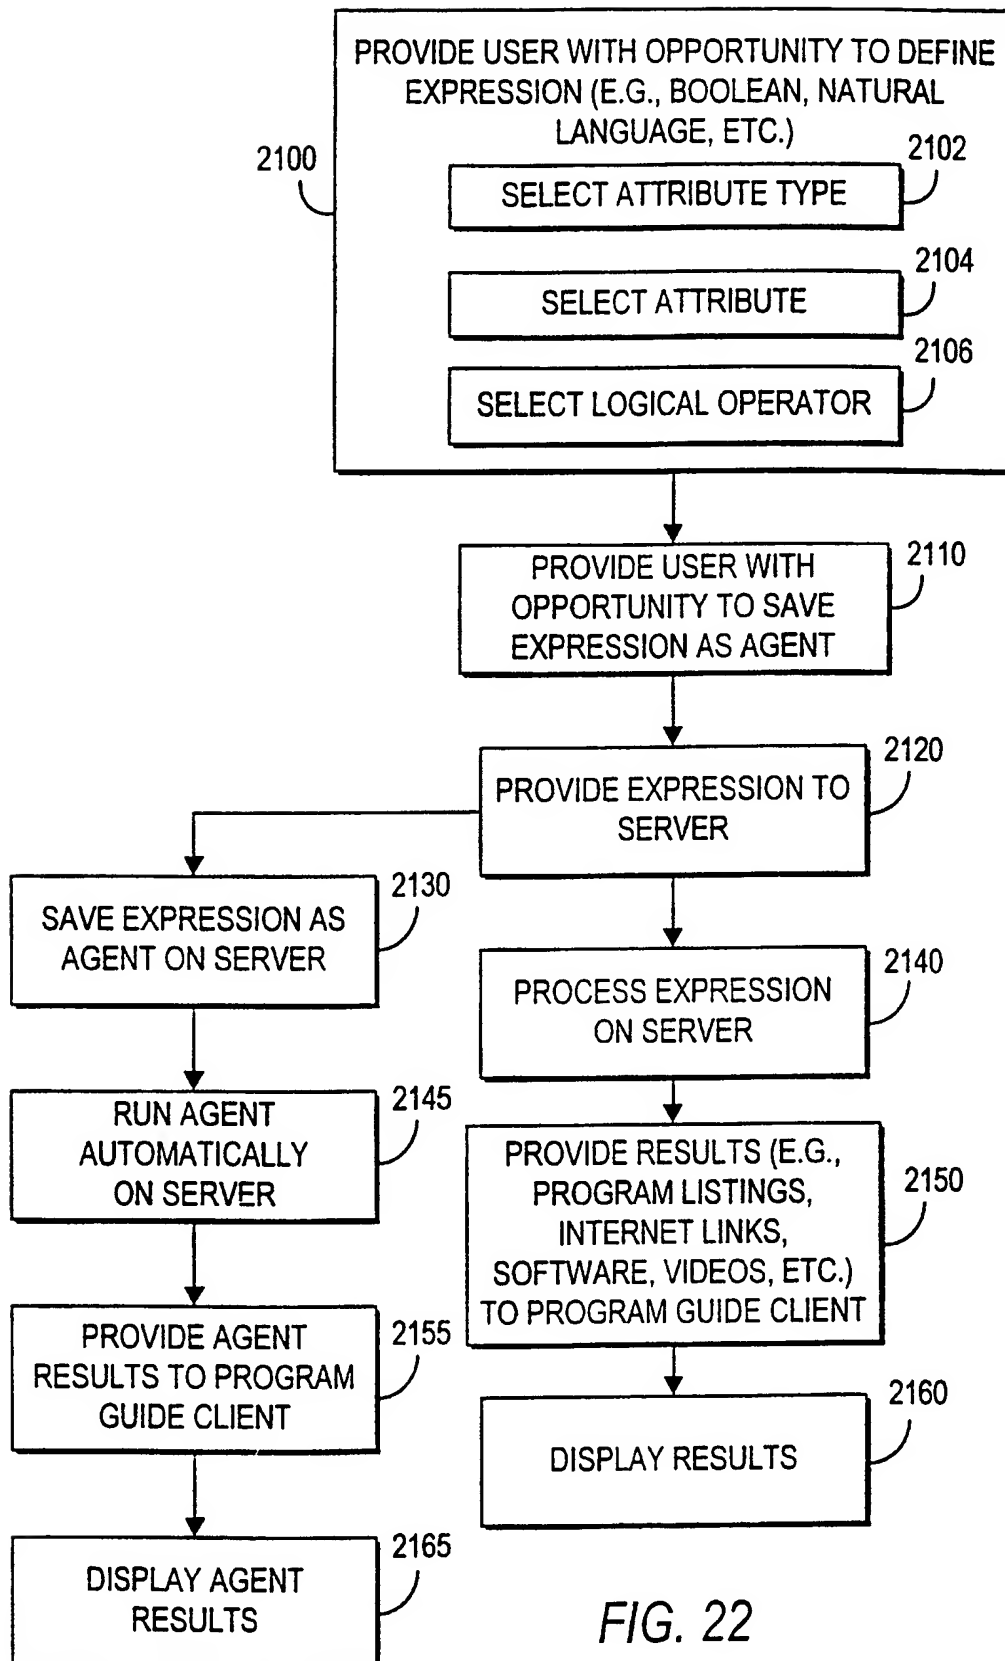 PROVIDE USER WITH OPPORTUNITY TO DEFINE
EXPRESSION (E.G., BOOLEAN, NATURAL
LANGUAGE, ETC.)
2100
2102
SELECT ATTRIBUTE TYPE
2104
SELECT ATTRIBUTE
2106
SELECT LOGICAL OPERATOR
2110
PROVIDE USER WITH
OPPORTUNITY TO SAVE
EXPRESSION AS AGENT
2120
PROVIDE EXPRESSION TO
SERVER
2130
SAVE EXPRESSION AS
AGENT ON SERVER
2140
PROCESS EXPRESSION
ON SERVER
2145
RUN AGENT
AUTOMATICALLY
ON SERVER
2150
PROVIDE RESULTS (E.G.,
PROGRAM LISTINGS,
INTERNET LINKS,
SOFTWARE, VIDEOS, ETC.)
TO PROGRAM GUIDE CLIENT
2155
PROVIDE AGENT
RESULTS TO PROGRAM
GUIDE CLIENT
2160
DISPLAY RESULTS
2165
DISPLAY AGENT
RESULTS
FIG. 22